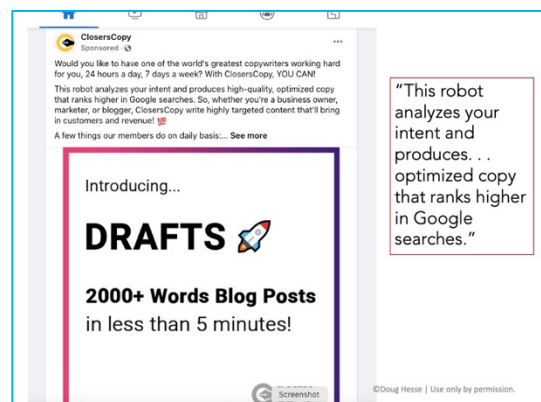 ClosersCopy
Sponsored ·
Would you like to have one of the world's greatest copywriters working hard
for you, 24 hours a day, 7 days a week? With ClosersCopy, YOU CAN!
This robot analyzes your intent and produces high-quality, optimized copy
that ranks higher in Google searches. So, whether you're a business owner,
marketer, or blogger, ClosersCopy write highly targeted content that'll bring
in customers and revenue! 💯
A few things our members do on daily basis:... See more
Introducing...
DRAFTS 🚀
2000+ Words Blog Posts
in less than 5 minutes!
Screenshot
"This robot
analyzes your
intent and
produces. . .
optimized copy
that ranks higher
in Google
searches."
©Doug Hesse | Use only by permission.